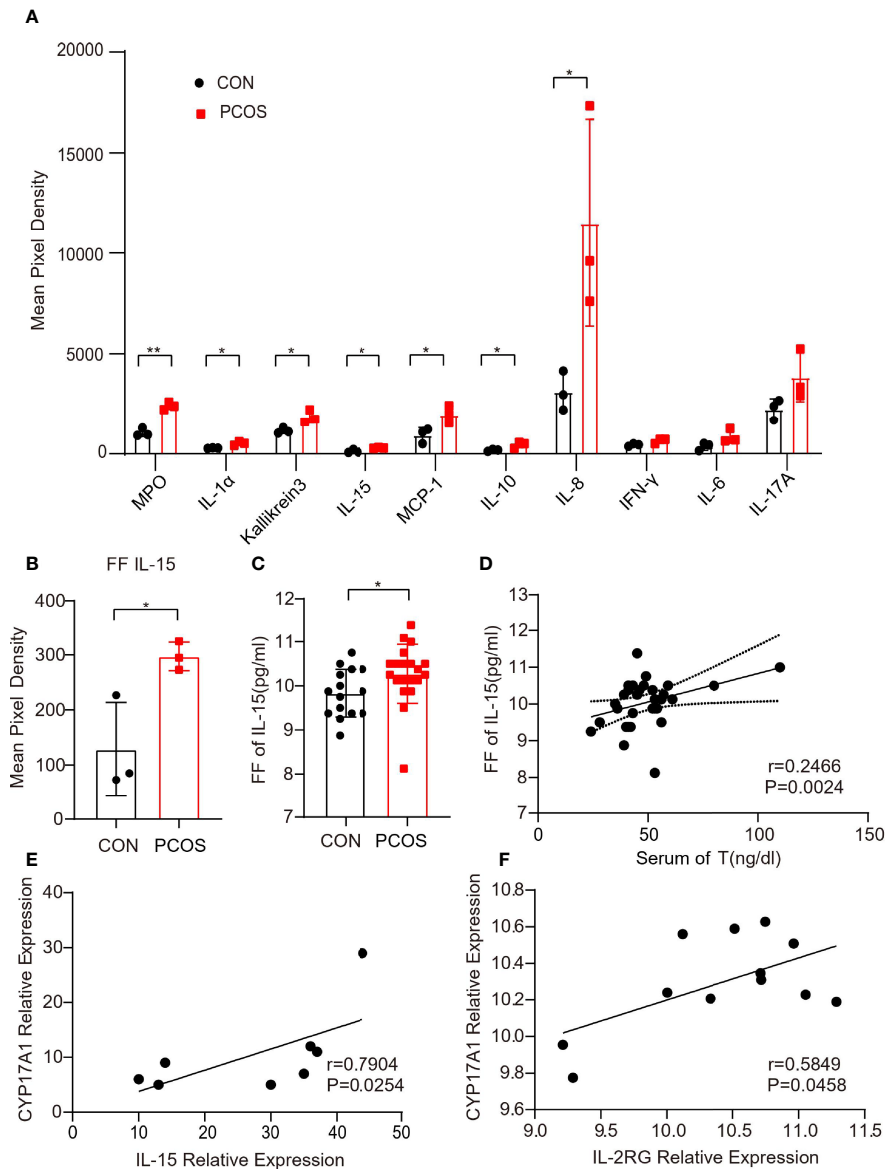 A
20000
15000
10000
5000
0
Mean Pixel Density
CON
PCOS
** * * * * * *
MPO IL-1α Kallikrein3 IL-15 MCP-1 IL-10 IL-8 IFN-γ IL-6 IL-17A
B
FF IL-15
400
300
200
100
0
Mean Pixel Density
*
CON PCOS
C
12
11
10
9
8
7
FF of IL-15(pg/ml)
*
CON PCOS
D
13
12
11
10
9
8
7
FF of IL-15(pg/ml)
r=0.2466
P=0.0024
0 50 100 150
Serum of T(ng/dl)
E
40
30
20
10
0
CYP17A1 Relative Expression
r=0.7904
P=0.0254
0 10 20 30 40 50
IL-15 Relative Expression
F
10.8
10.6
10.4
10.2
10.0
9.8
9.6
CYP17A1 Relative Expression
r=0.5849
P=0.0458
9.0 9.5 10.0 10.5 11.0 11.5
IL-2RG Relative Expression